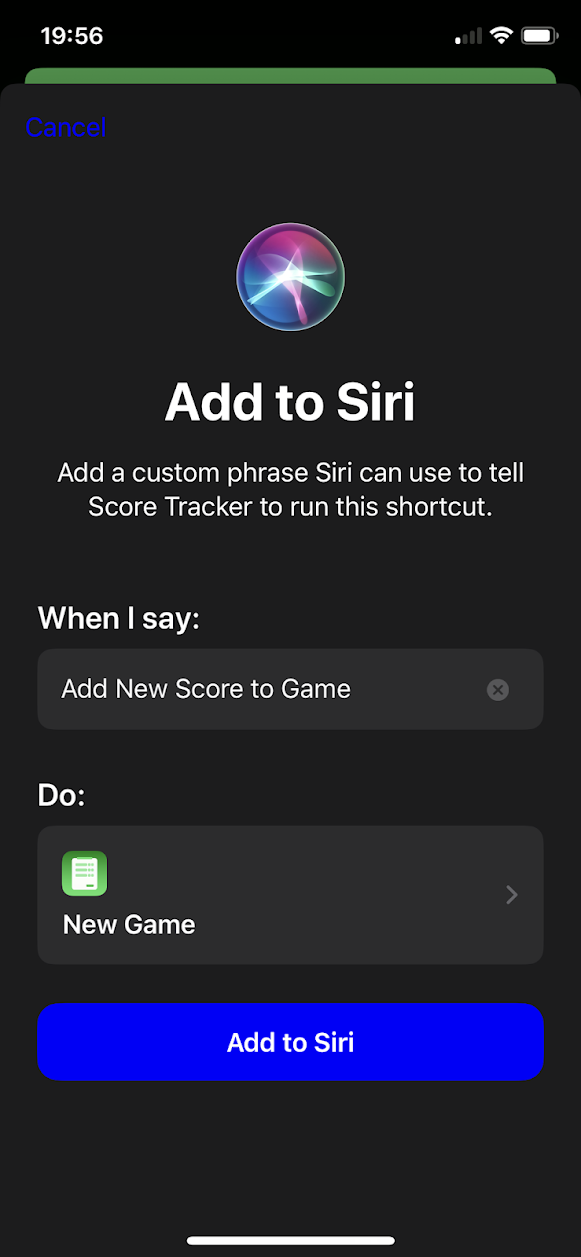 19:56
Cancel
Add to Siri
Add a custom phrase Siri can use to tell
Score Tracker to run this shortcut.
When I say:
Add New Score to Game
Do:
New Game
Add to Siri